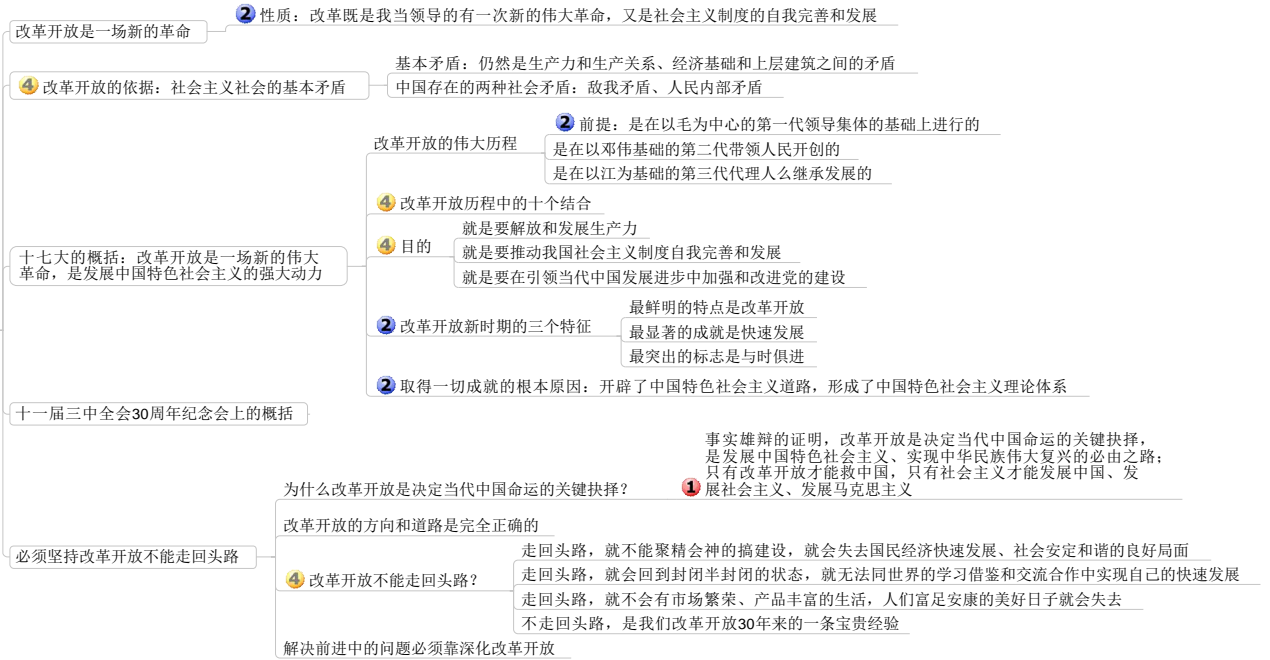 改革开放是一场新的革命
2 性质：改革既是我当领导的有一次新的伟大革命，又是社会主义制度的自我完善和发展
4 改革开放的依据：社会主义社会的基本矛盾
基本矛盾：仍然是生产力和生产关系、经济基础和上层建筑之间的矛盾
中国存在的两种社会矛盾：敌我矛盾、人民内部矛盾
十七大的概括：改革开放是一场新的伟大
革命，是发展中国特色社会主义的强大动力
改革开放的伟大历程
2 前提：是在以毛为中心的第一代领导集体的基础上进行的
是在以邓伟基础的第二代带领人民开创的
是在以江为基础的第三代代理人么继承发展的
4 改革开放历程中的十个结合
4 目的
就是要解放和发展生产力
就是要推动我国社会主义制度自我完善和发展
就是要在引领当代中国发展进步中加强和改进党的建设
2 改革开放新时期的三个特征
最鲜明的特点是改革开放
最显著的成就是快速发展
最突出的标志是与时俱进
2 取得一切成就的根本原因：开辟了中国特色社会主义道路，形成了中国特色社会主义理论体系
十一届三中全会30周年纪念会上的概括
必须坚持改革开放不能走回头路
为什么改革开放是决定当代中国命运的关键抉择？
事实雄辩的证明，改革开放是决定当代中国命运的关键抉择，
是发展中国特色社会主义、实现中华民族伟大复兴的必由之路；
只有改革开放才能救中国，只有社会主义才能发展中国、发
1 展社会主义、发展马克思主义
改革开放的方向和道路是完全正确的
4 改革开放不能走回头路？
走回头路，就不能聚精会神的搞建设，就会失去国民经济快速发展、社会安定和谐的良好局面
走回头路，就会回到封闭半封闭的状态，就无法同世界的学习借鉴和交流合作中实现自己的快速发展
走回头路，就不会有市场繁荣、产品丰富的生活，人们富足安康的美好日子就会失去
不走回头路，是我们改革开放30年来的一条宝贵经验
解决前进中的问题必须靠深化改革开放